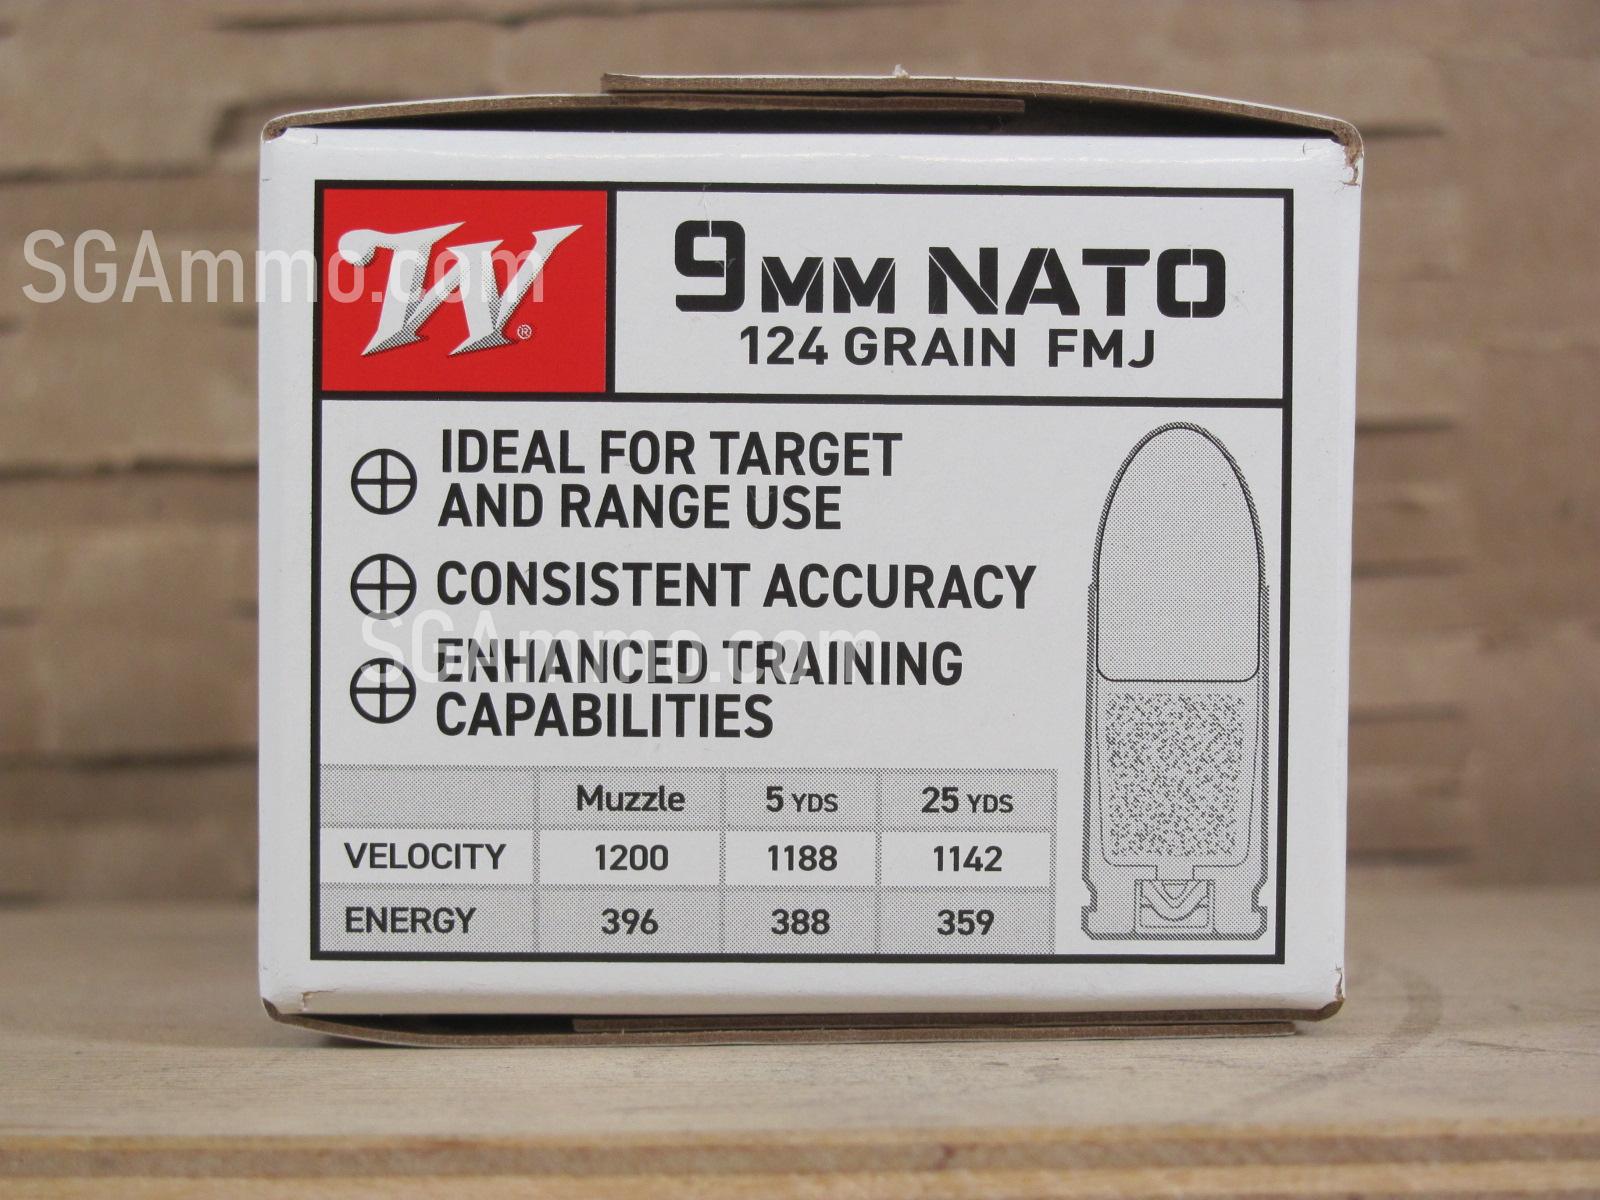 SGAmmo.com
W®
9MM NATO
124 GRAIN FMJ
IDEAL FOR TARGET
AND RANGE USE
CONSISTENT ACCURACY
SGAmmo.com
ENHANCED TRAINING
CAPABILITIES
Muzzle 5 YDS 25 YDS
VELOCITY 1200 1188 1142
ENERGY 396 388 359